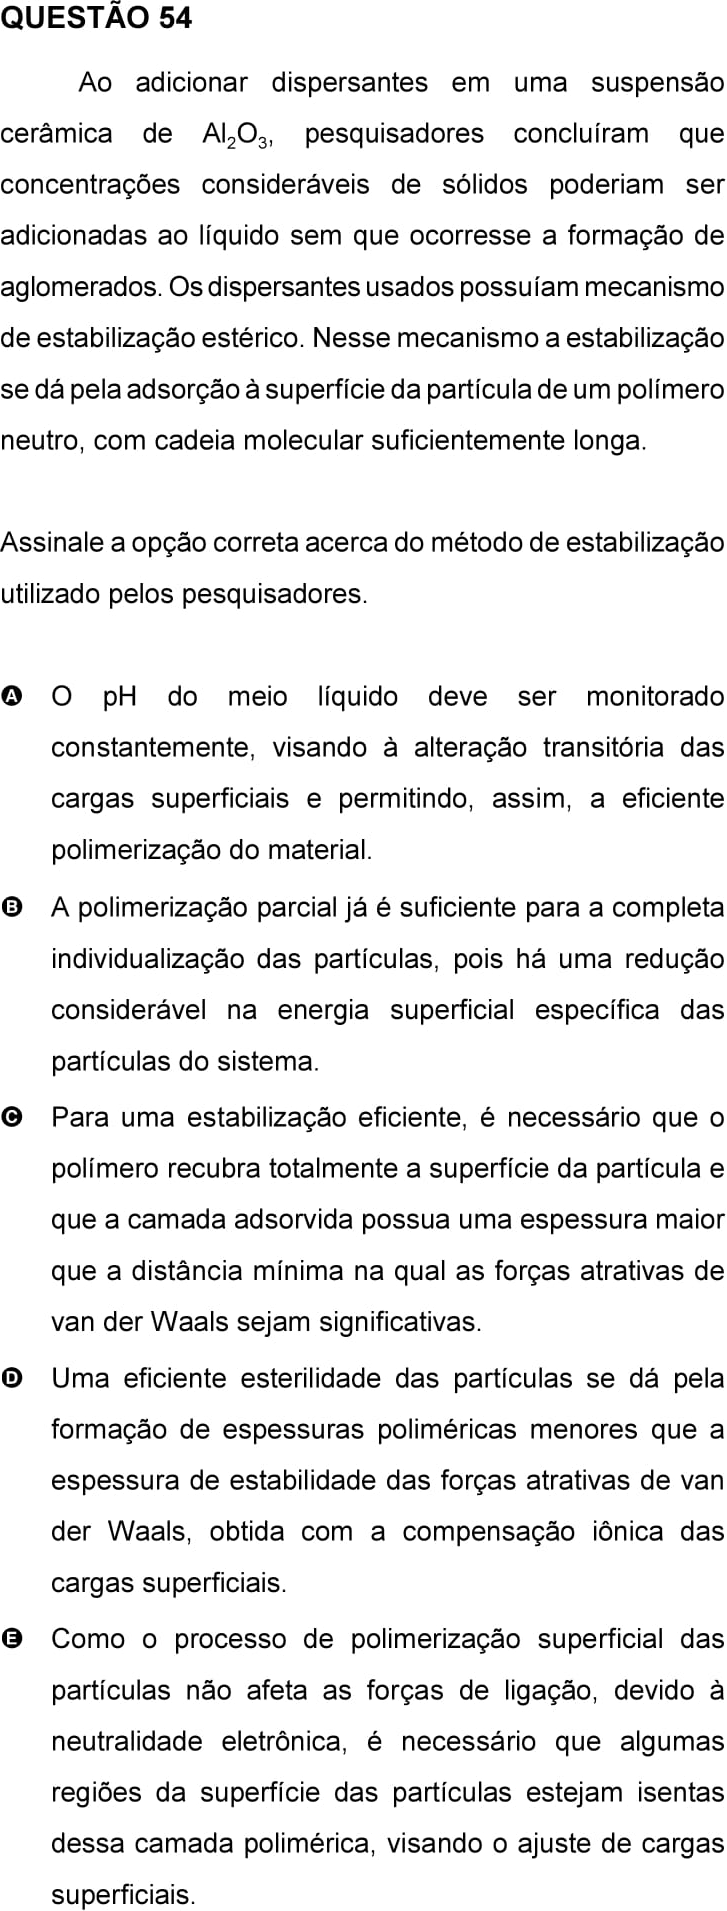 QUESTÃO 54
Ao adicionar dispersantes em uma suspensão
cerâmica de Al₂O₃, pesquisadores concluíram que
concentrações consideráveis de sólidos poderiam ser
adicionadas ao líquido sem que ocorresse a formação de
aglomerados. Os dispersantes usados possuíam mecanismo
de estabilização estérico. Nesse mecanismo a estabilização
se dá pela adsorção à superfície da partícula de um polímero
neutro, com cadeia molecular suficientemente longa.
Assinale a opção correta acerca do método de estabilização
utilizado pelos pesquisadores.
A O pH do meio líquido deve ser monitorado
constantemente, visando à alteração transitória das
cargas superficiais e permitindo, assim, a eficiente
polimerização do material.
B A polimerização parcial já é suficiente para a completa
individualização das partículas, pois há uma redução
considerável na energia superficial específica das
partículas do sistema.
C Para uma estabilização eficiente, é necessário que o
polímero recubra totalmente a superfície da partícula e
que a camada adsorvida possua uma espessura maior
que a distância mínima na qual as forças atrativas de
van der Waals sejam significativas.
D Uma eficiente esterilidade das partículas se dá pela
formação de espessuras poliméricas menores que a
espessura de estabilidade das forças atrativas de van
der Waals, obtida com a compensação iônica das
cargas superficiais.
E Como o processo de polimerização superficial das
partículas não afeta as forças de ligação, devido à
neutralidade eletrônica, é necessário que algumas
regiões da superfície das partículas estejam isentas
dessa camada polimérica, visando o ajuste de cargas
superficiais.